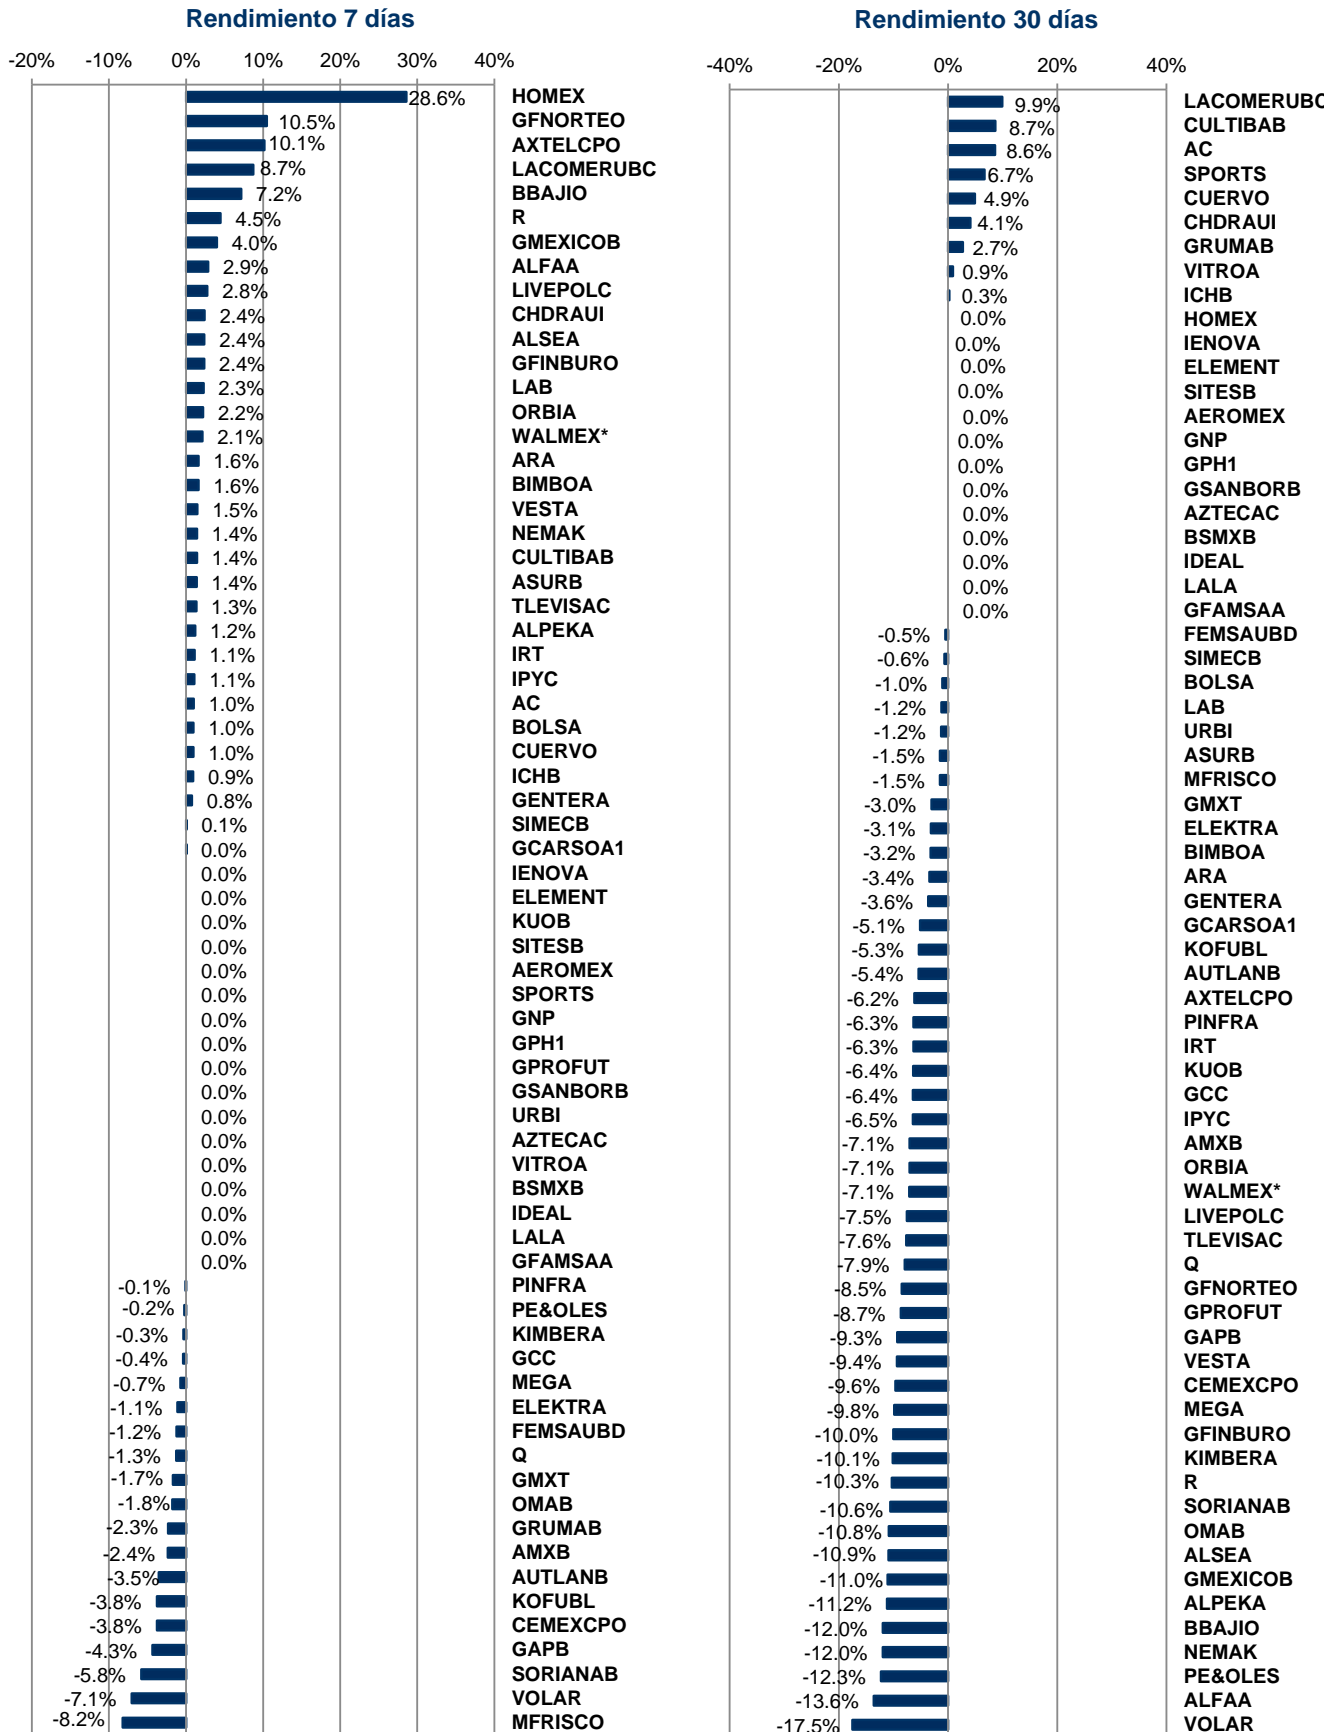 Rendimiento 7 días
-20% -10% 0% 10% 20% 30% 40%
28.6% HOMEX
10.5% GFNORTEO
10.1% AXTELCPO
8.7% LACOMERUBC
7.2% BBAJIO
4.5% R
4.0% GMEXICOB
2.9% ALFAA
2.8% LIVEPOLC
2.4% CHDRAUI
2.4% ALSEA
2.4% GFINBURO
2.3% LAB
2.2% ORBIA
2.1% WALMEX*
1.6% ARA
1.6% BIMBOA
1.5% VESTA
1.4% NEMAK
1.4% CULTIBAB
1.4% ASURB
1.3% TLEVISAC
1.2% ALPEKA
1.1% IRT
1.1% IPYC
1.0% AC
1.0% BOLSA
1.0% CUERVO
0.9% ICHB
0.8% GENTERA
0.1% SIMECB
0.0% GCARSOA1
0.0% IENOVA
0.0% ELEMENT
0.0% KUOB
0.0% SITESB
0.0% AEROMEX
0.0% SPORTS
0.0% GNP
0.0% GPH1
0.0% GPROFUT
0.0% GSANBORB
0.0% URBI
0.0% AZTECAC
0.0% VITROA
0.0% BSMXB
0.0% IDEAL
0.0% LALA
0.0% GFAMSAA
-0.1% PINFRA
-0.2% PE&OLES
-0.3% KIMBERA
-0.4% GCC
-0.7% MEGA
-1.1% ELEKTRA
-1.2% FEMSAUBD
-1.3% Q
-1.7% GMXT
-1.8% OMAB
-2.3% GRUMAB
-2.4% AMXB
-3.5% AUTLANB
-3.8% KOFUBL
-3.8% CEMEXCPO
-4.3% GAPB
-5.8% SORIANAB
-7.1% VOLAR
-8.2% MFRISCO
Rendimiento 30 días
-40% -20% 0% 20% 40%
9.9% LACOMERUBC
8.7% CULTIBAB
8.6% AC
6.7% SPORTS
4.9% CUERVO
4.1% CHDRAUI
2.7% GRUMAB
0.9% VITROA
0.3% ICHB
0.0% HOMEX
0.0% IENOVA
0.0% ELEMENT
0.0% SITESB
0.0% AEROMEX
0.0% GNP
0.0% GPH1
0.0% GSANBORB
0.0% AZTECAC
0.0% BSMXB
0.0% IDEAL
0.0% LALA
0.0% GFAMSAA
-0.5% FEMSAUBD
-0.6% SIMECB
-1.0% BOLSA
-1.2% LAB
-1.2% URBI
-1.5% ASURB
-1.5% MFRISCO
-3.0% GMXT
-3.1% ELEKTRA
-3.2% BIMBOA
-3.4% ARA
-3.6% GENTERA
-5.1% GCARSOA1
-5.3% KOFUBL
-5.4% AUTLANB
-6.2% AXTELCPO
-6.3% PINFRA
-6.3% IRT
-6.4% KUOB
-6.4% GCC
-6.5% IPYC
-7.1% AMXB
-7.1% ORBIA
-7.1% WALMEX*
-7.5% LIVEPOLC
-7.6% TLEVISAC
-7.9% Q
-8.5% GFNORTEO
-8.7% GPROFUT
-9.3% GAPB
-9.4% VESTA
-9.6% CEMEXCPO
-9.8% MEGA
-10.0% GFINBURO
-10.1% KIMBERA
-10.3% R
-10.6% SORIANAB
-10.8% OMAB
-10.9% ALSEA
-11.0% GMEXICOB
-11.2% ALPEKA
-12.0% BBAJIO
-12.0% NEMAK
-12.3% PE&OLES
-13.6% ALFAA
-17.5% VOLAR